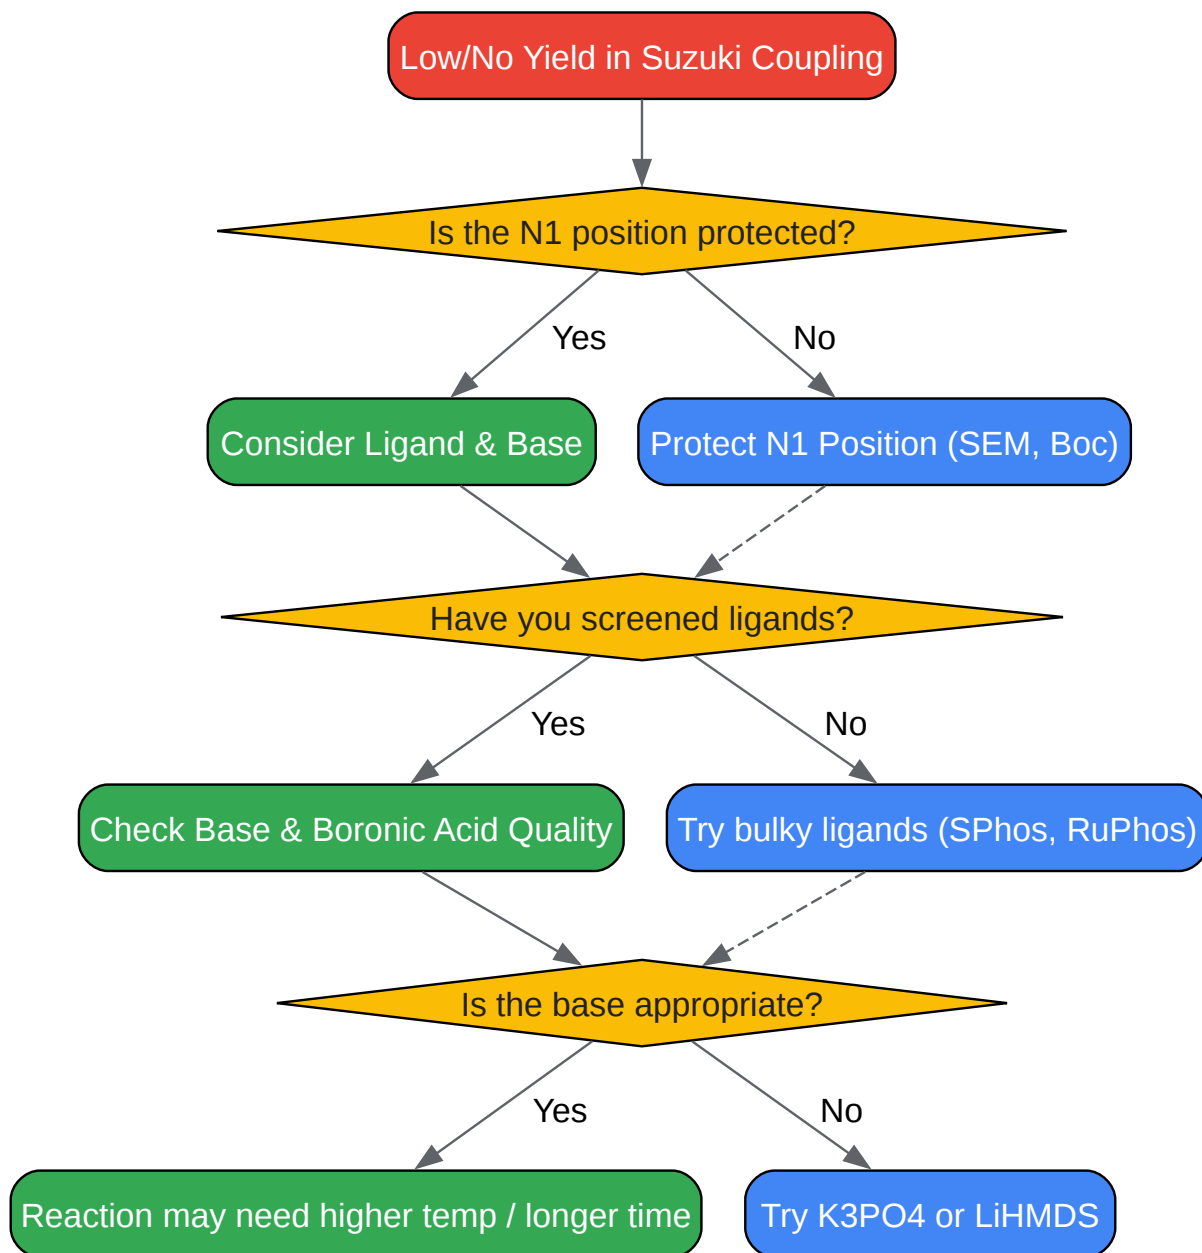 Low/No Yield in Suzuki Coupling
Is the N1 position protected?
Yes
No
Consider Ligand & Base
Protect N1 Position (SEM, Boc)
Have you screened ligands?
Yes
No
Check Base & Boronic Acid Quality
Try bulky ligands (SPhos, RuPhos)
Is the base appropriate?
Yes
No
Reaction may need higher temp / longer time
Try K3PO4 or LiHMDS